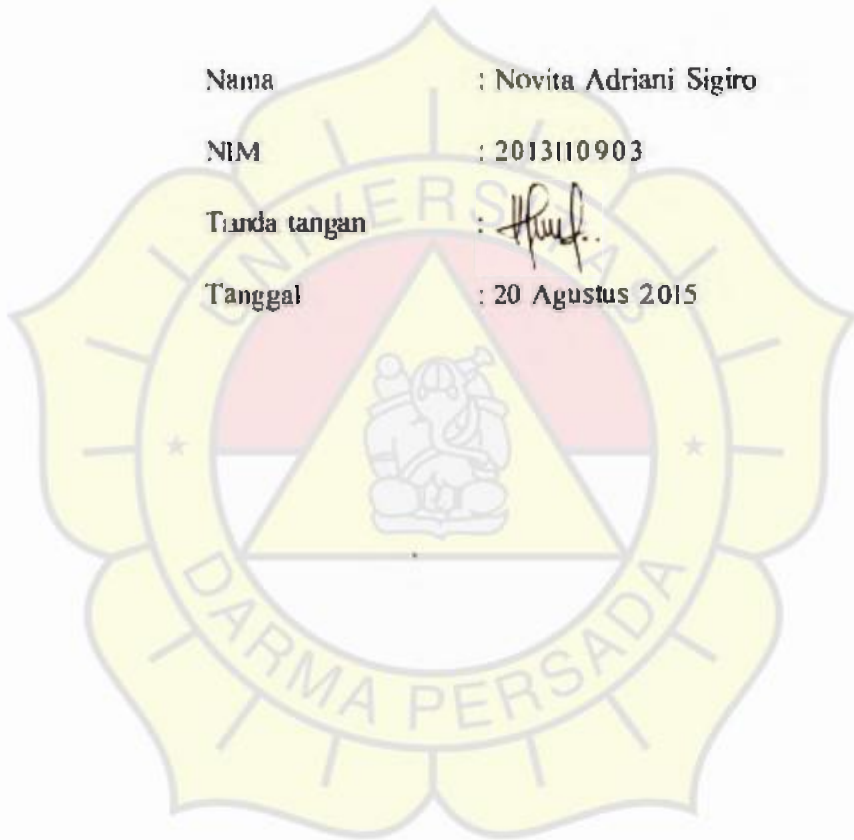 Nama : Novita Adriani Sigiro
NIM : 2013110903
Tanda tangan :
Tanggal : 20 Agustus 2015
UNIVERSITAS
DARMA PERSADA